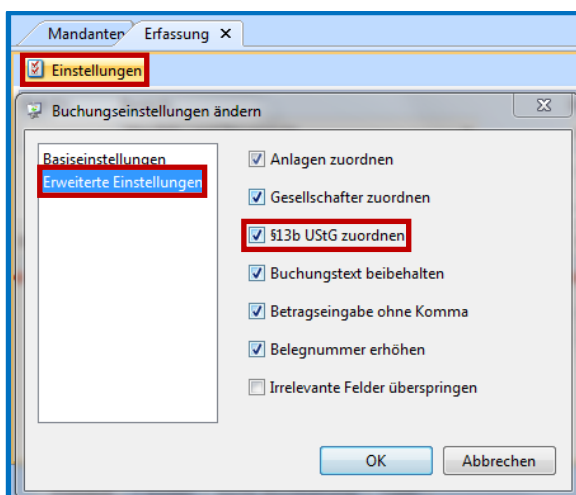 Mandanten Erfassung X
Einstellungen
Buchungseinstellungen ändern
Basiseinstellungen
Erweiterte Einstellungen
Anlagen zuordnen
Gesellschafter zuordnen
§13b UStG zuordnen
Buchungstext beibehalten
Betragseingabe ohne Komma
Belegnummer erhöhen
Irrelevante Felder überspringen
OK Abbrechen